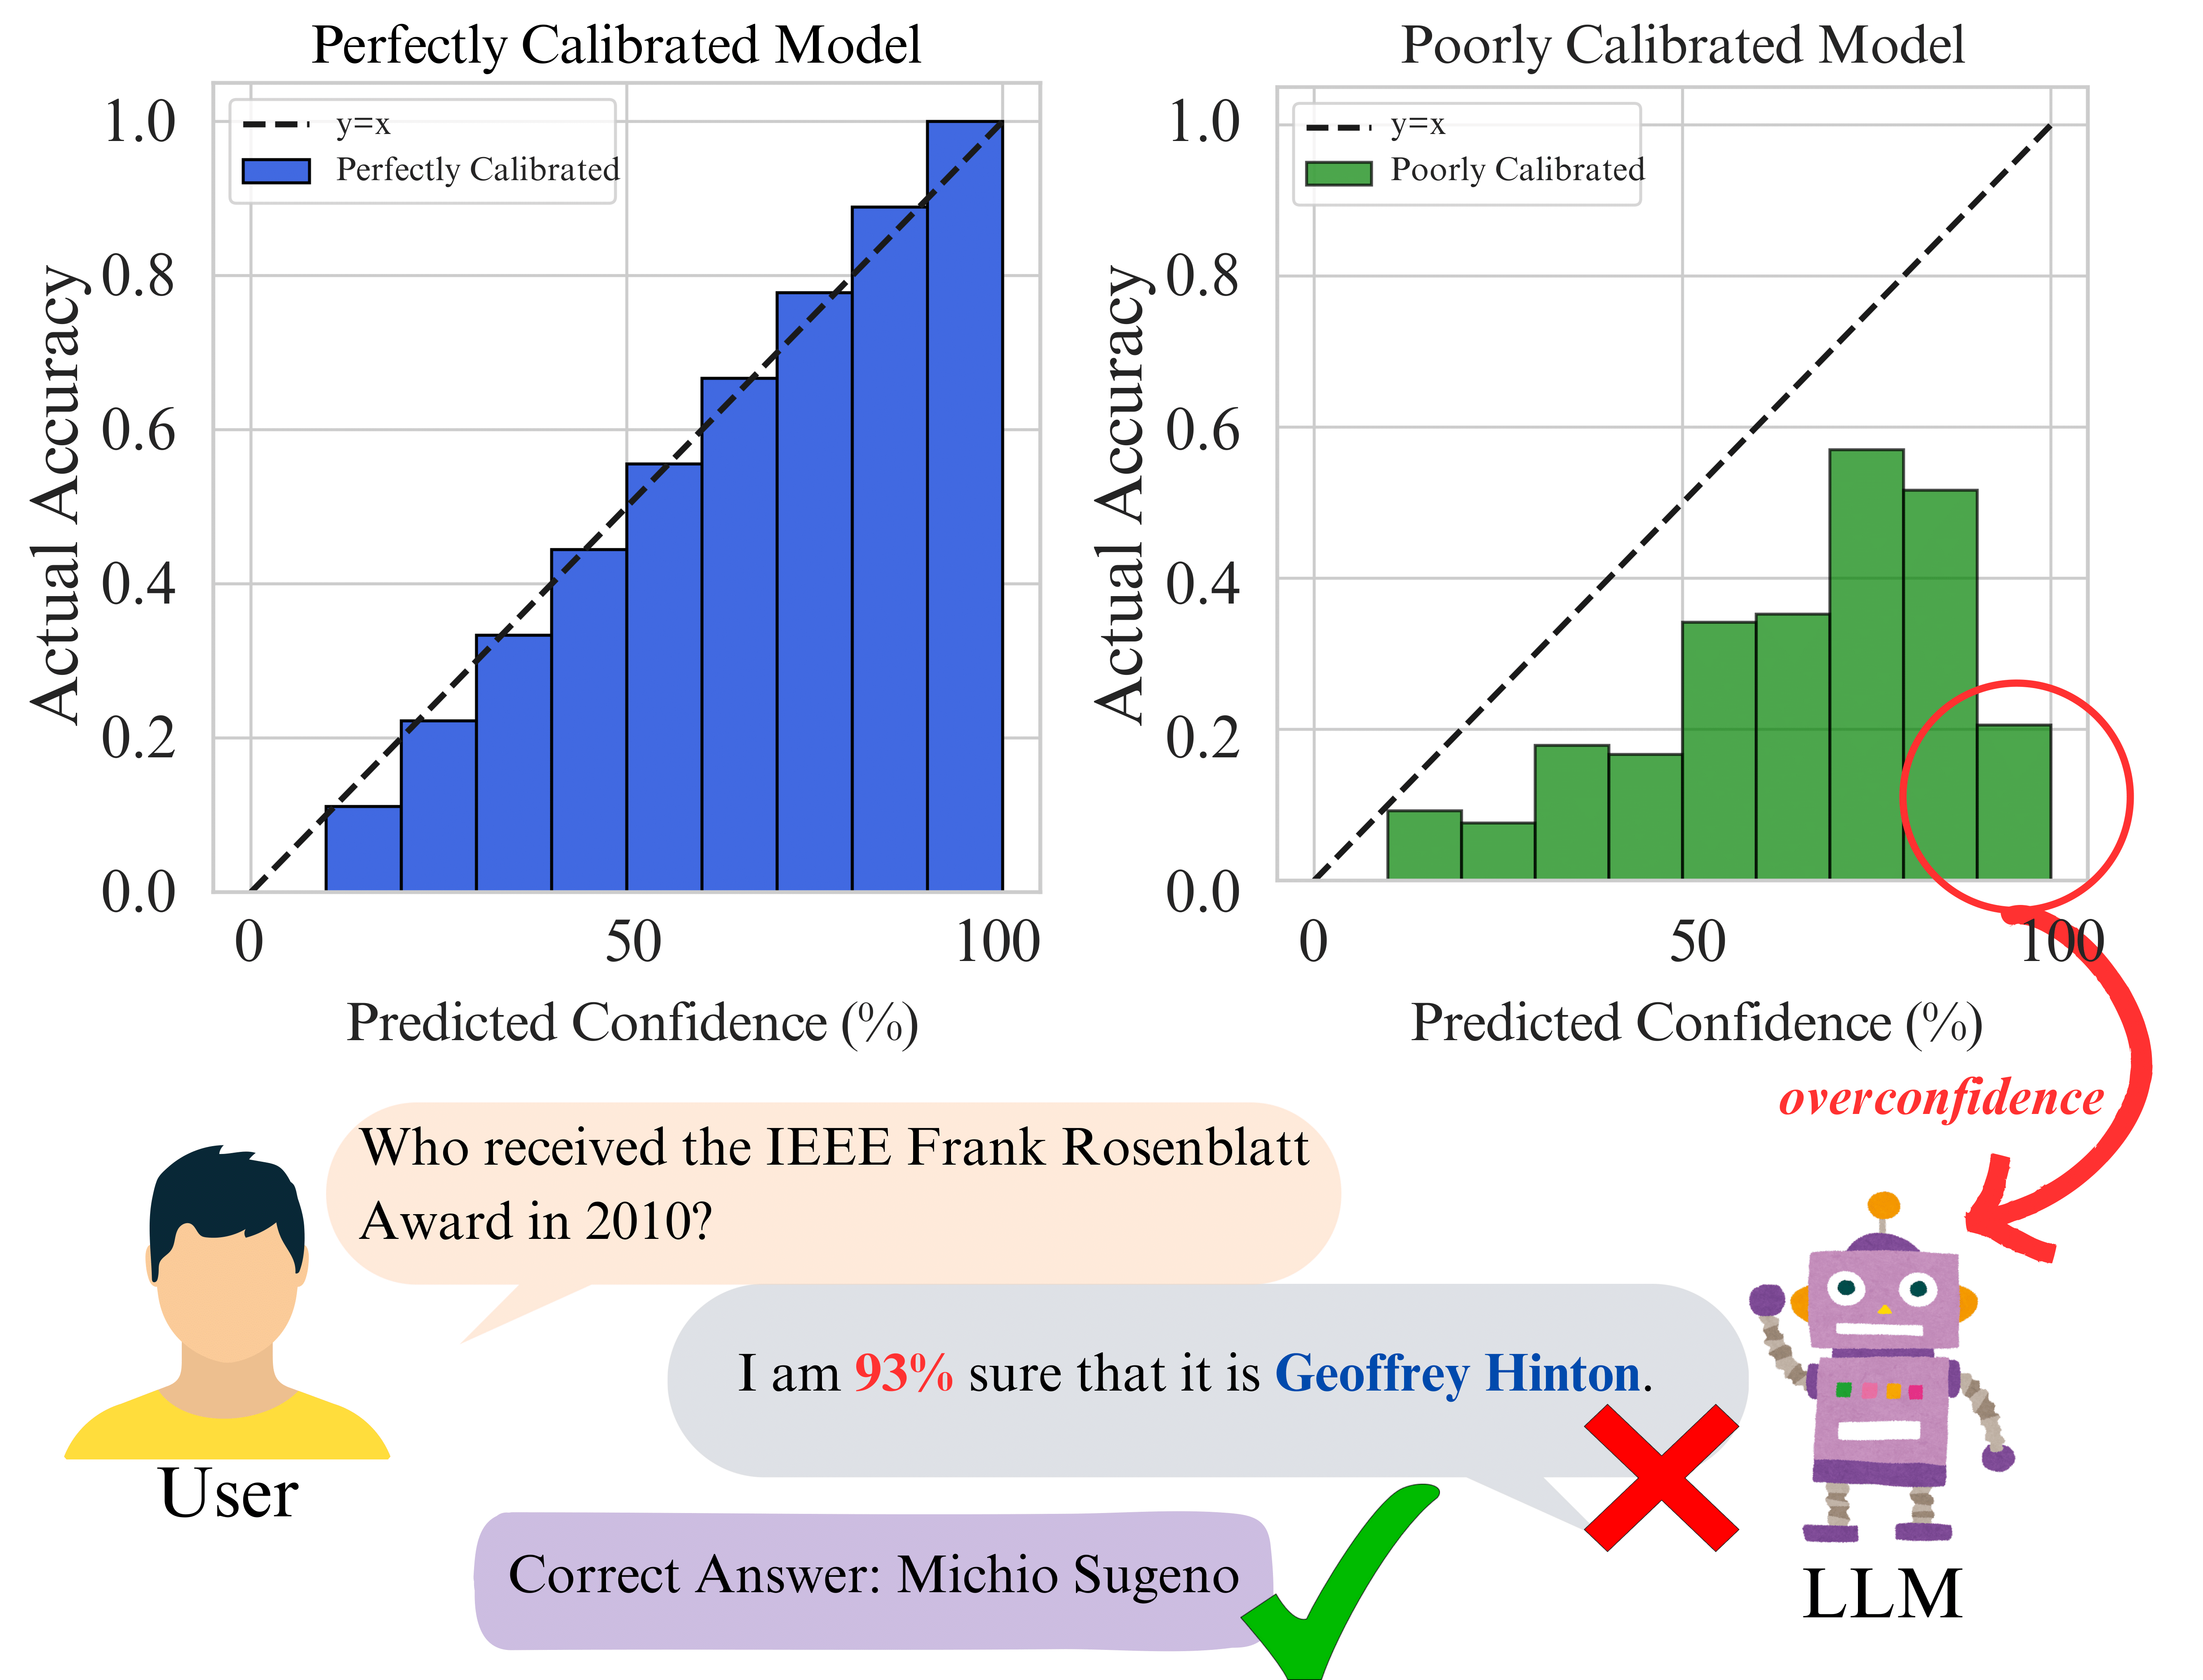 Perfectly Calibrated Model
y=x
Perfectly Calibrated
Actual Accuracy
1.0
0.8
0.6
0.4
0.2
0.0
0 50 100
Predicted Confidence (%)
Poorly Calibrated Model
y=x
Poorly Calibrated
Actual Accuracy
1.0
0.8
0.6
0.4
0.2
0.0
0 50 100
Predicted Confidence (%)
overconfidence
Who received the IEEE Frank Rosenblatt
Award in 2010?
I am 93% sure that it is Geoffrey Hinton.
User
Correct Answer: Michio Sugeno
LLM